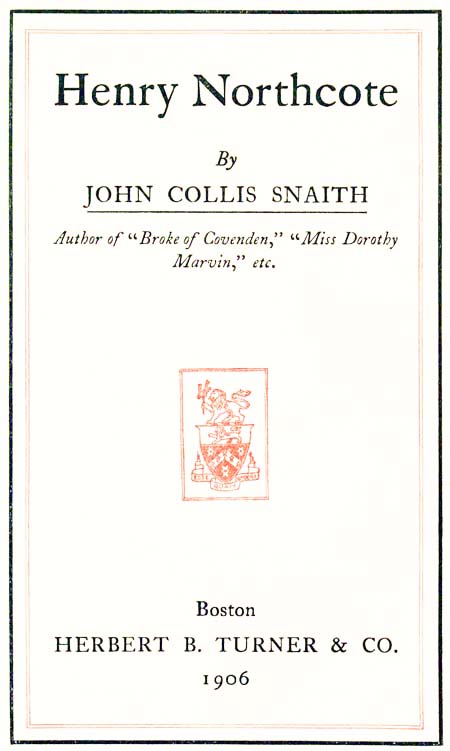 Henry Northcote
By
JOHN COLLIS SNAITH
Author of "Broke of Covenden," "Miss Dorothy
Marvin," etc.
Boston
HERBERT B. TURNER & CO.
1906